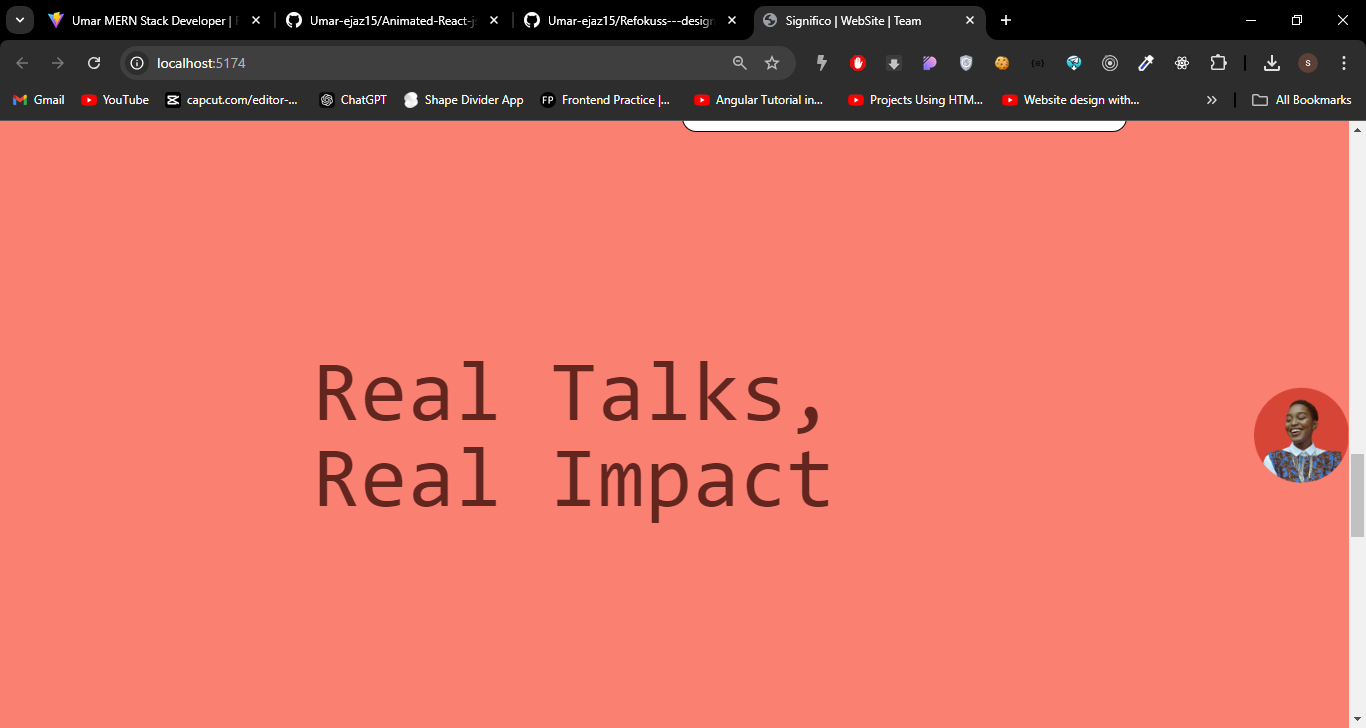 Umar MERN Stack Developer |
Umar-ejaz15/Animated-React-j
Umar-ejaz15/Refokuss---design
Significo | WebSite | Team
localhost:5174
Gmail
YouTube
capcut.com/editor-...
ChatGPT
Shape Divider App
FP
Frontend Practice |...
Angular Tutorial in...
Projects Using HTM...
Website design with...
All Bookmarks
S
Real Talks,
Real Impact